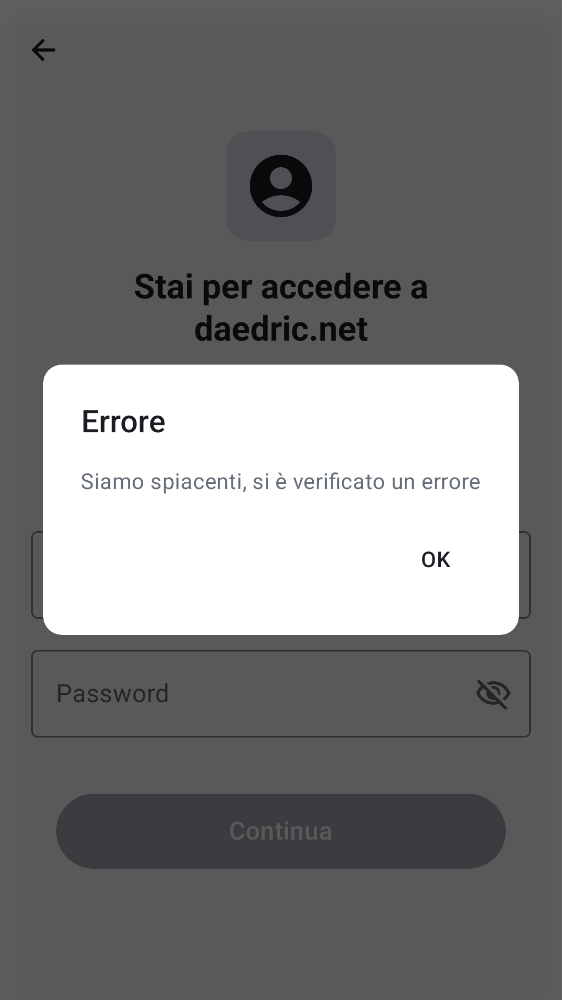 Stai per accedere a
daedric.net
Errore
Siamo spiacenti, si è verificato un errore
OK
Password
Continua